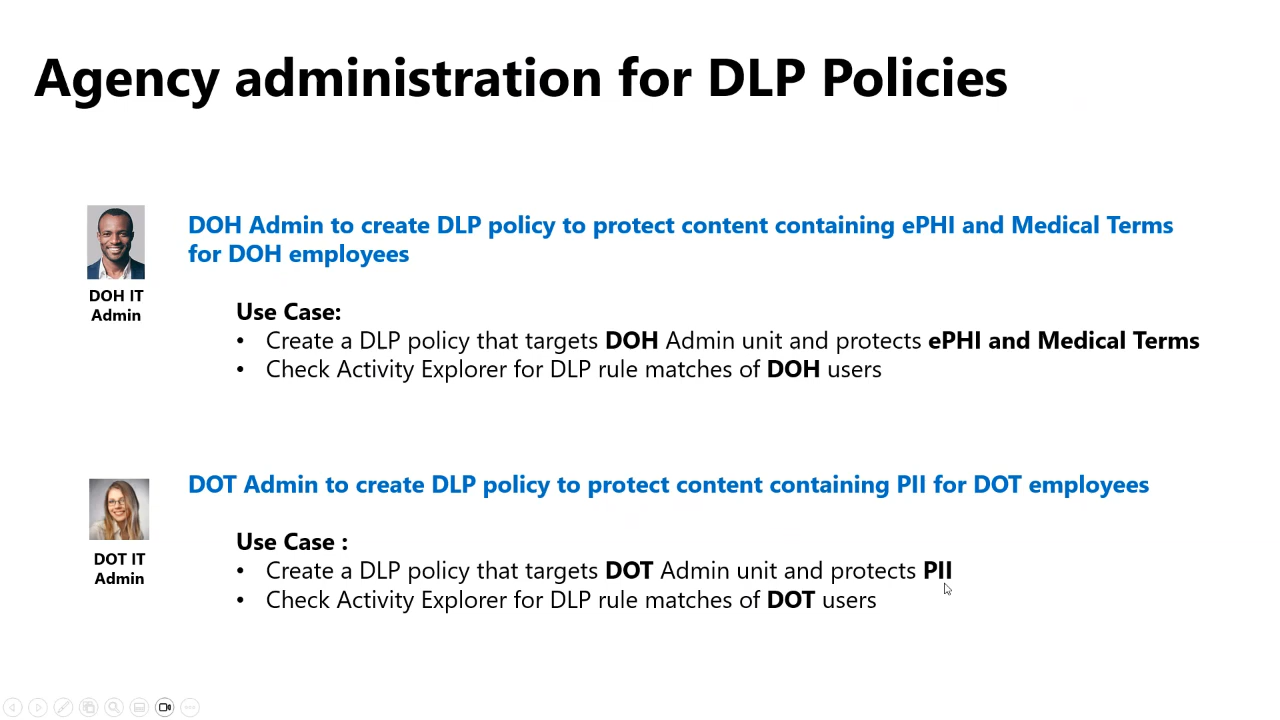 Agency administration for DLP Policies
DOH Admin to create DLP policy to protect content containing ePHI and Medical Terms
for DOH employees
DOH IT
Admin
Use Case:
• Create a DLP policy that targets DOH Admin unit and protects ePHI and Medical Terms
• Check Activity Explorer for DLP rule matches of DOH users
DOT Admin to create DLP policy to protect content containing PII for DOT employees
DOT IT
Admin
Use Case :
• Create a DLP policy that targets DOT Admin unit and protects PII
• Check Activity Explorer for DLP rule matches of DOT users